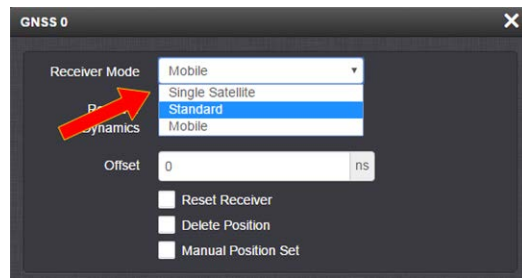 GNSS 0
Receiver Mode Mobile
Single Satellite
Standard
Dynamics Mobile
Offset 0 ns
Reset Receiver
Delete Position
Manual Position Set